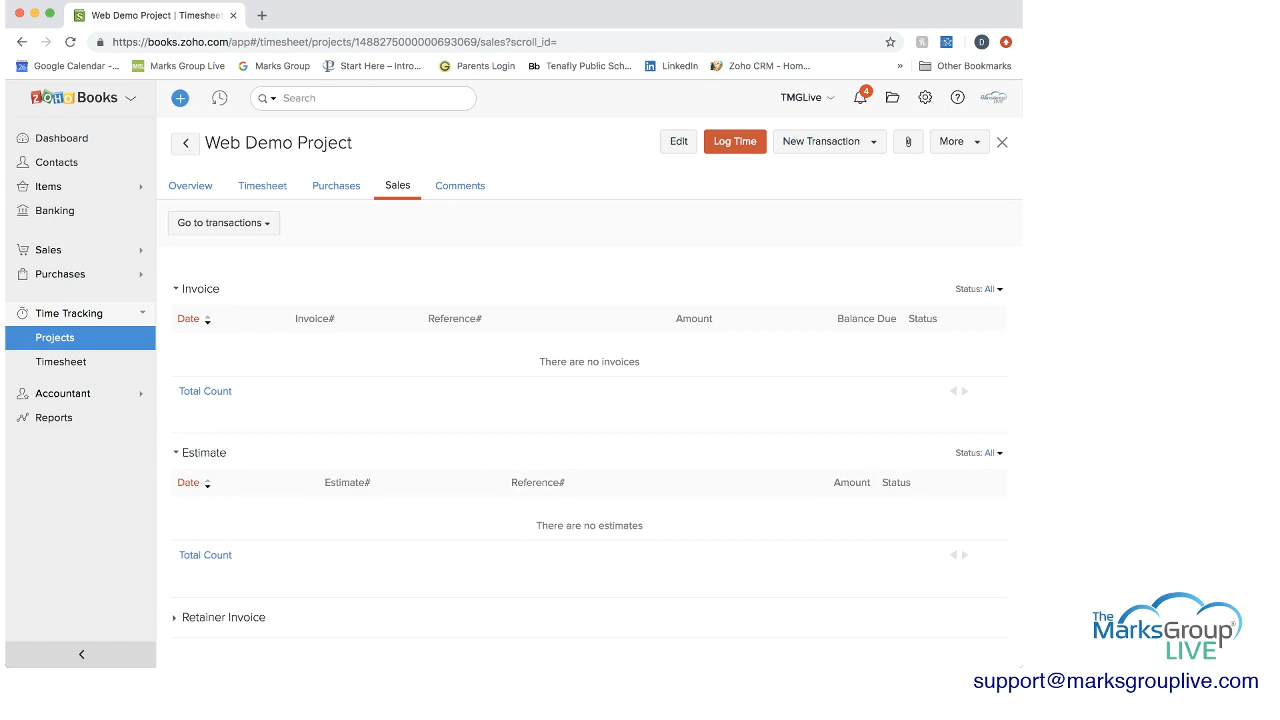 Web Demo Project | Timesheet
https://books.zoho.com/app#/timesheet/projects/1488275000000693069/sales?scroll_id=
Google Calendar -... Marks Group Live Marks Group Start Here – Intro... Parents Login Bb Tenafly Public Sch... LinkedIn Zoho CRM - Hom... » Other Bookmarks
ZOHO Books Search TMGLive 4
Dashboard
Contacts
Items
Banking
Sales
Purchases
Time Tracking
Projects
Timesheet
Accountant
Reports
Web Demo Project Edit Log Time New Transaction More
Overview Timesheet Purchases Sales Comments
Go to transactions
Invoice Status: All
Date Invoice# Reference# Amount Balance Due Status
There are no invoices
Total Count
Estimate Status: All
Date Estimate# Reference# Amount Status
There are no estimates
Total Count
Retainer Invoice
The
MarksGroup
LIVE
support@marksgrouplive.com